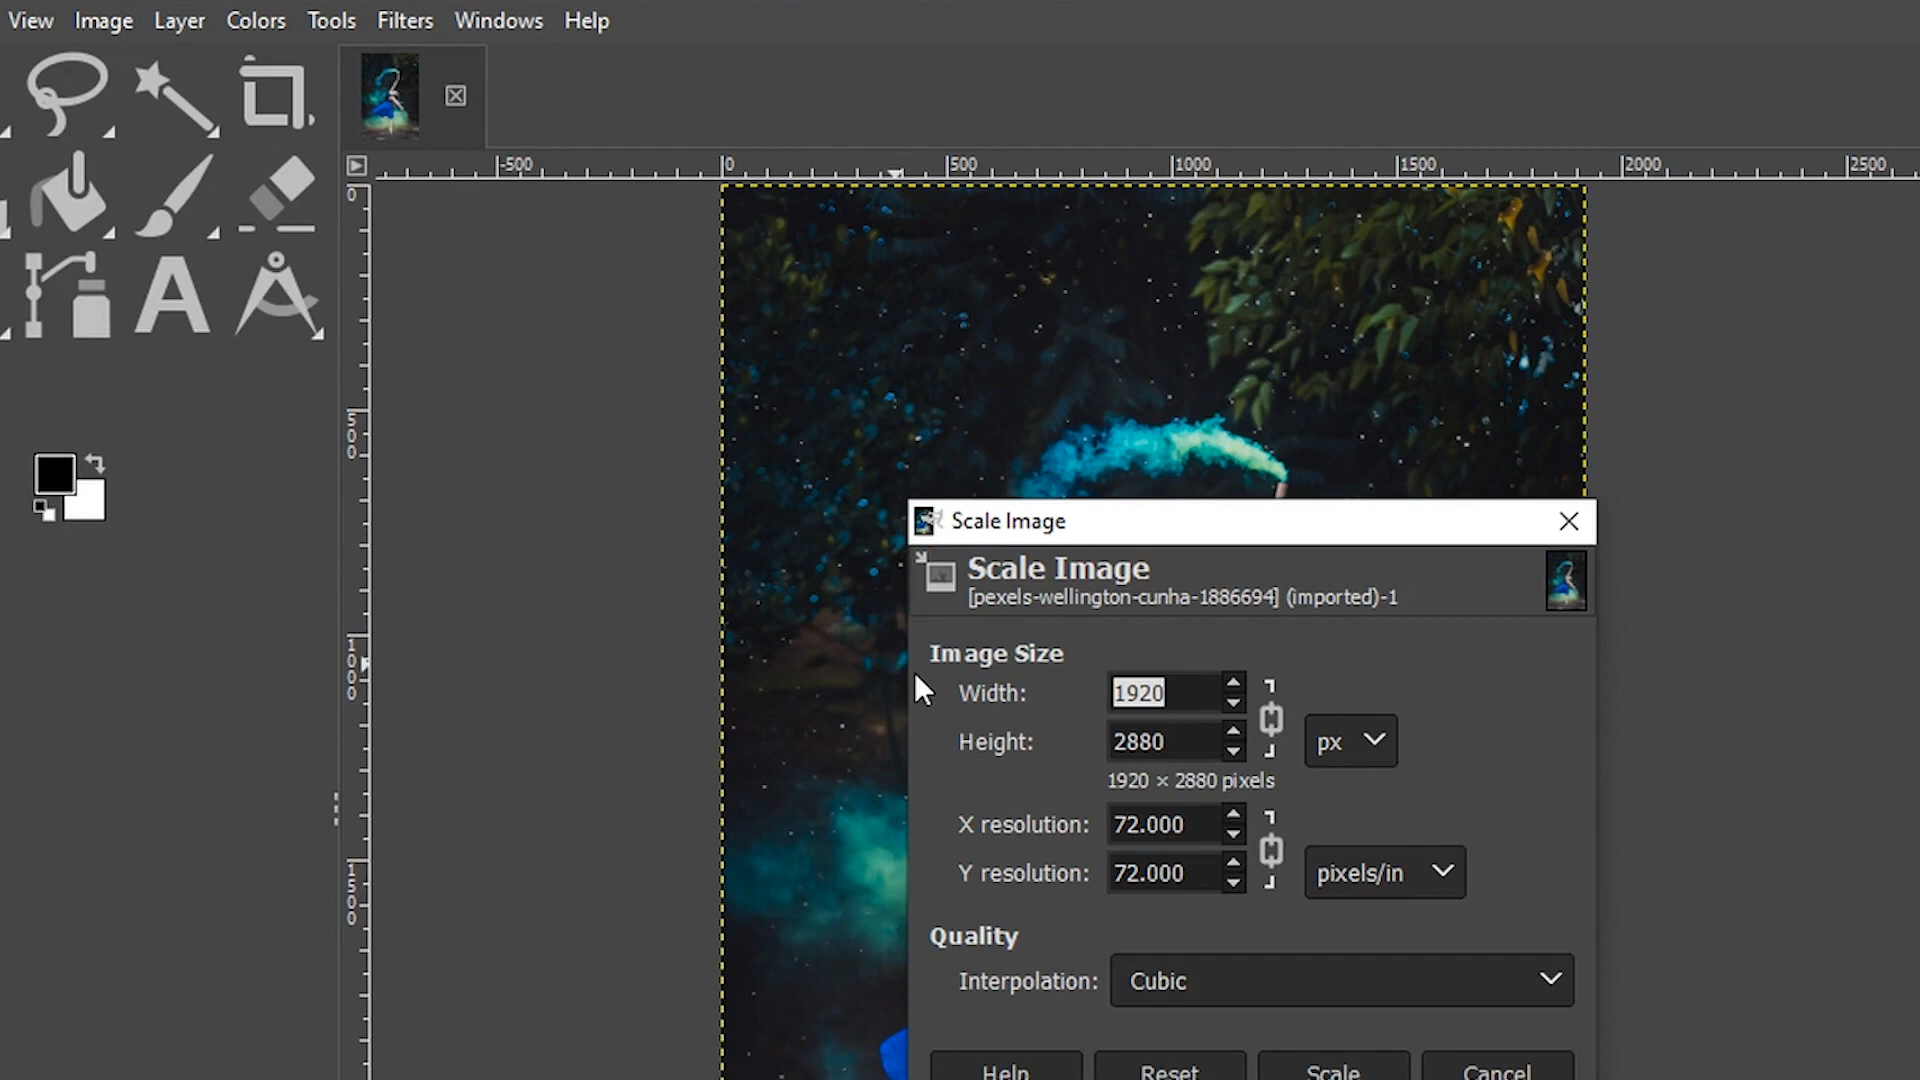 View Image Layer Colors Tools Filters Windows Help
-500 0 500 1000 1500 2000 2500
0
500
1000
1500
Scale Image
Scale Image
[pexels-wellington-cunha-1886694] (imported)-1
Image Size
Width: 1920
Height: 2880 px
1920 × 2880 pixels
X resolution: 72.000
Y resolution: 72.000 pixels/in
Quality
Interpolation: Cubic
Help Reset Scale Cancel